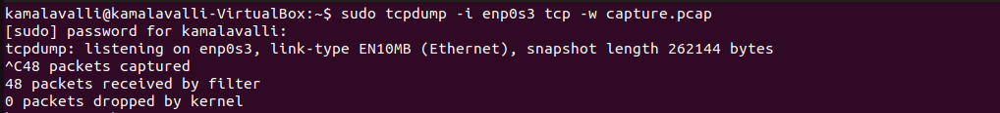 kamalavalli@kamalavalli-VirtualBox:~$ sudo tcpdump -i enp0s3 tcp -w capture.pcap
[sudo] password for kamalavalli:
tcpdump: listening on enp0s3, link-type EN10MB (Ethernet), snapshot length 262144 bytes
^C48 packets captured
48 packets received by filter
0 packets dropped by kernel